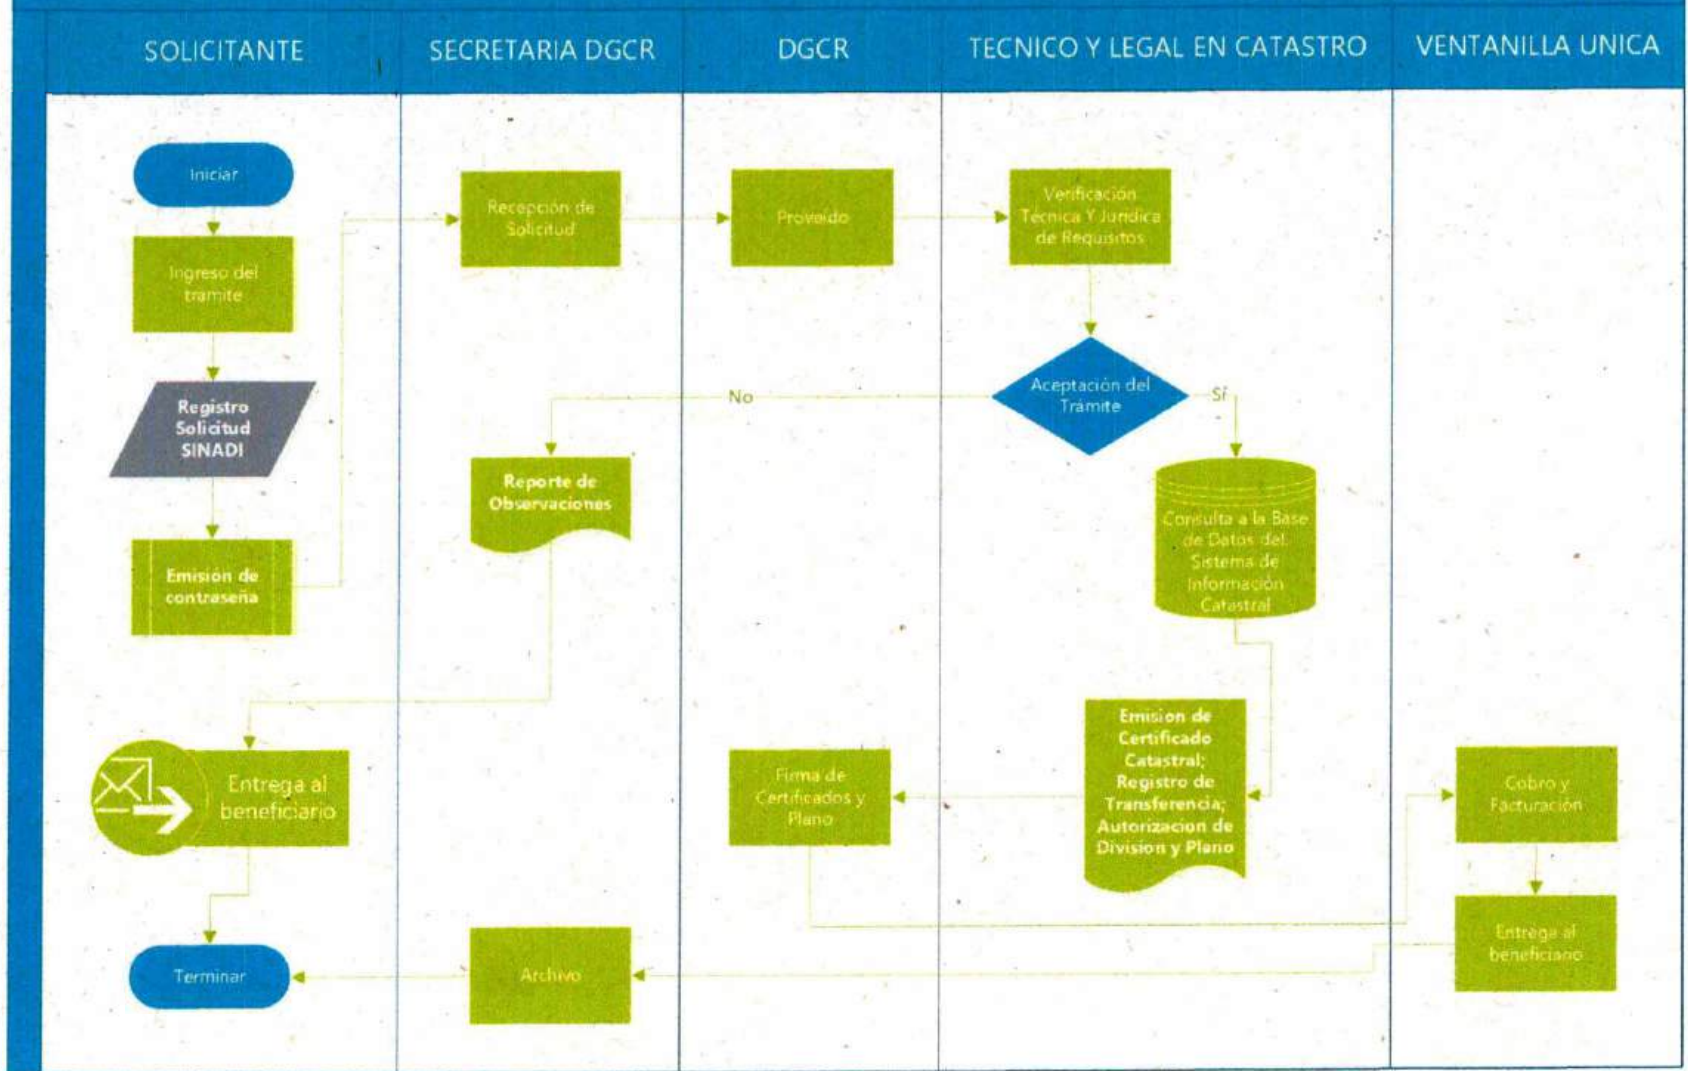 SOLICITANTE
SECRETARIA DGCR
DGCR
TECNICO Y LEGAL EN CATASTRO
VENTANILLA UNICA
Iniciar
Recepción de
Solicitud
Proveído
Verificación
Técnica Y Jurídica
de Requisitos
Ingreso del
tramite
Registro
Solicitud
SINADI
Aceptación del
Trámite
No
Sí
Reporte de
Observaciones
Consulta a la Base
de Datos del
Sistema de
Información
Catastral
Emisión de
contraseña
Entrega al
beneficiario
Firma de
Certificados y
Plano
Emision de
Certificado
Catastral;
Registro de
Transferencia;
Autorizacion de
Division y Plano
Cobro y
Facturación
Entrega al
beneficiario
Archivo
Terminar